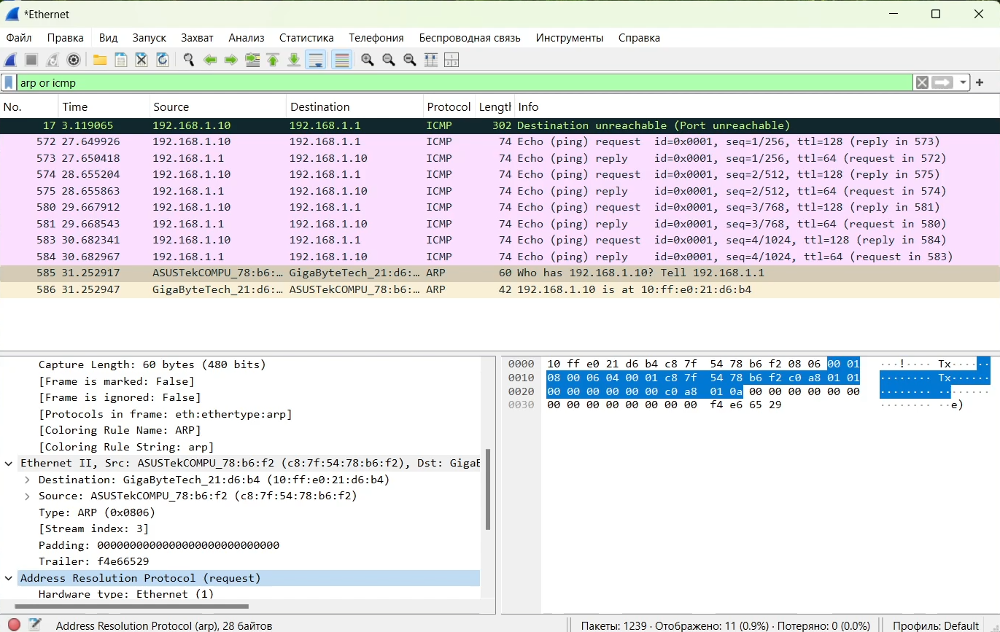 *Ethernet
Файл Правка Вид Запуск Захват Анализ Статистика Телефония Беспроводная связь Инструменты Справка
arp or icmp
No. Time Source Destination Protocol Lengtł Info
17 3.119065 192.168.1.10 192.168.1.1 ICMP 302 Destination unreachable (Port unreachable)
572 27.649926 192.168.1.10 192.168.1.1 ICMP 74 Echo (ping) request id=0x0001, seq=1/256, ttl=128 (reply in 573)
573 27.650418 192.168.1.1 192.168.1.10 ICMP 74 Echo (ping) reply id=0x0001, seq=1/256, ttl=64 (request in 572)
574 28.655204 192.168.1.10 192.168.1.1 ICMP 74 Echo (ping) request id=0x0001, seq=2/512, ttl=128 (reply in 575)
575 28.655863 192.168.1.1 192.168.1.10 ICMP 74 Echo (ping) reply id=0x0001, seq=2/512, ttl=64 (request in 574)
580 29.667912 192.168.1.10 192.168.1.1 ICMP 74 Echo (ping) request id=0x0001, seq=3/768, ttl=128 (reply in 581)
581 29.668543 192.168.1.1 192.168.1.10 ICMP 74 Echo (ping) reply id=0x0001, seq=3/768, ttl=64 (request in 580)
583 30.682341 192.168.1.10 192.168.1.1 ICMP 74 Echo (ping) request id=0x0001, seq=4/1024, ttl=128 (reply in 584)
584 30.682967 192.168.1.1 192.168.1.10 ICMP 74 Echo (ping) reply id=0x0001, seq=4/1024, ttl=64 (request in 583)
585 31.252917 ASUSTekCOMPU_78:b6:… GigaByteTech_21:d6:… ARP 60 Who has 192.168.1.10? Tell 192.168.1.1
586 31.252947 GigaByteTech_21:d6:… ASUSTekCOMPU_78:b6:… ARP 42 192.168.1.10 is at 10:ff:e0:21:d6:b4
Capture Length: 60 bytes (480 bits)
[Frame is marked: False]
[Frame is ignored: False]
[Protocols in frame: eth:ethertype:arp]
[Coloring Rule Name: ARP]
[Coloring Rule String: arp]
Ethernet II, Src: ASUSTekCOMPU_78:b6:f2 (c8:7f:54:78:b6:f2), Dst: GigaE
Destination: GigaByteTech_21:d6:b4 (10:ff:e0:21:d6:b4)
Source: ASUSTekCOMPU_78:b6:f2 (c8:7f:54:78:b6:f2)
Type: ARP (0x0806)
[Stream index: 3]
Padding: 0000000000000000000000000000
Trailer: f4e66529
Address Resolution Protocol (request)
Hardware type: Ethernet (1)
0000 10 ff e0 21 d6 b4 c8 7f 54 78 b6 f2 08 06 00 01 ···!···· Tx······
0010 08 00 06 04 00 01 c8 7f 54 78 b6 f2 c0 a8 01 01 ········ Tx······
0020 00 00 00 00 00 00 c0 a8 01 0a 00 00 00 00 00 00 ········ ········
0030 00 00 00 00 00 00 00 00 f4 e6 65 29 ········ ··e)
Address Resolution Protocol (arp), 28 байтов
Пакеты: 1239 · Отображено: 11 (0.9%) · Потеряно: 0 (0.0%)
Профиль: Default